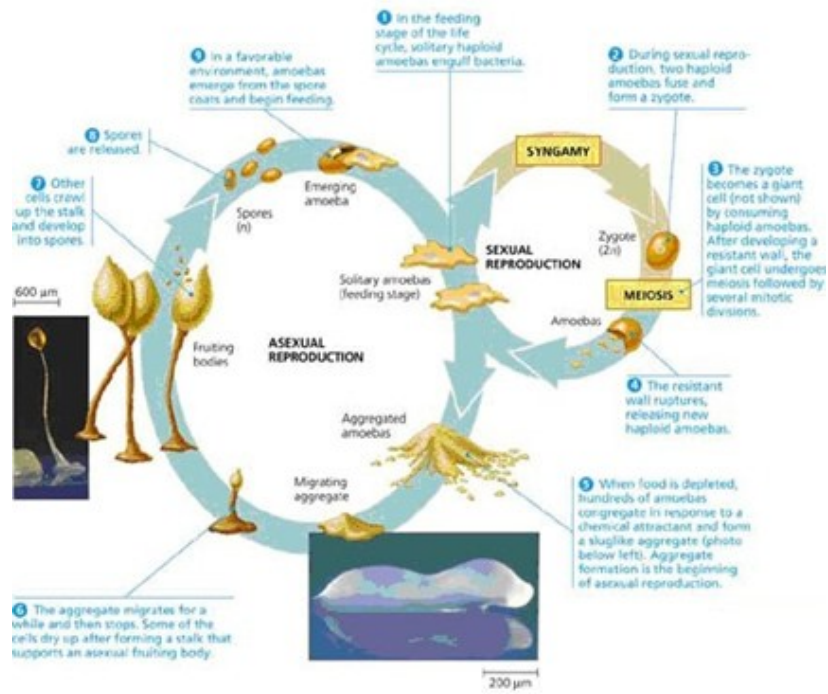 1 In the feeding
stage of the life
cycle, solitary haploid
amoebas engulf bacteria.
2 During sexual repro-
duction, two haploid
amoebas fuse and
form a zygote.
3 The zygote
becomes a giant
cell (not shown)
by consuming
haploid amoebas.
After developing a
resistant wall, the
giant cell undergoes
meiosis followed by
several mitotic
divisions.
4 The resistant
wall ruptures,
releasing new
haploid amoebas.
5 When food is depleted,
hundreds of amoebas
congregate in response to a
chemical attractant and form
a sluglike aggregate (photo
below left). Aggregate
formation is the beginning
of asexual reproduction.
6 The aggregate migrates for a
while and then stops. Some of the
cells dry up after forming a stalk that
supports an asexual fruiting body.
7 Other
cells crawl
up the stalk
and develop
into spores.
8 Spores
are released.
9 In a favorable
environment, amoebas
emerge from the spore
coats and begin feeding.
SYNGAMY
Zygote
(2n)
MEIOSIS
Amoebas
SEXUAL
REPRODUCTION
Solitary amoebas
(feeding stage)
Emerging
amoeba
Spores
(n)
Fruiting
bodies
ASEXUAL
REPRODUCTION
Aggregated
amoebas
Migrating
aggregate
600 µm
200 µm